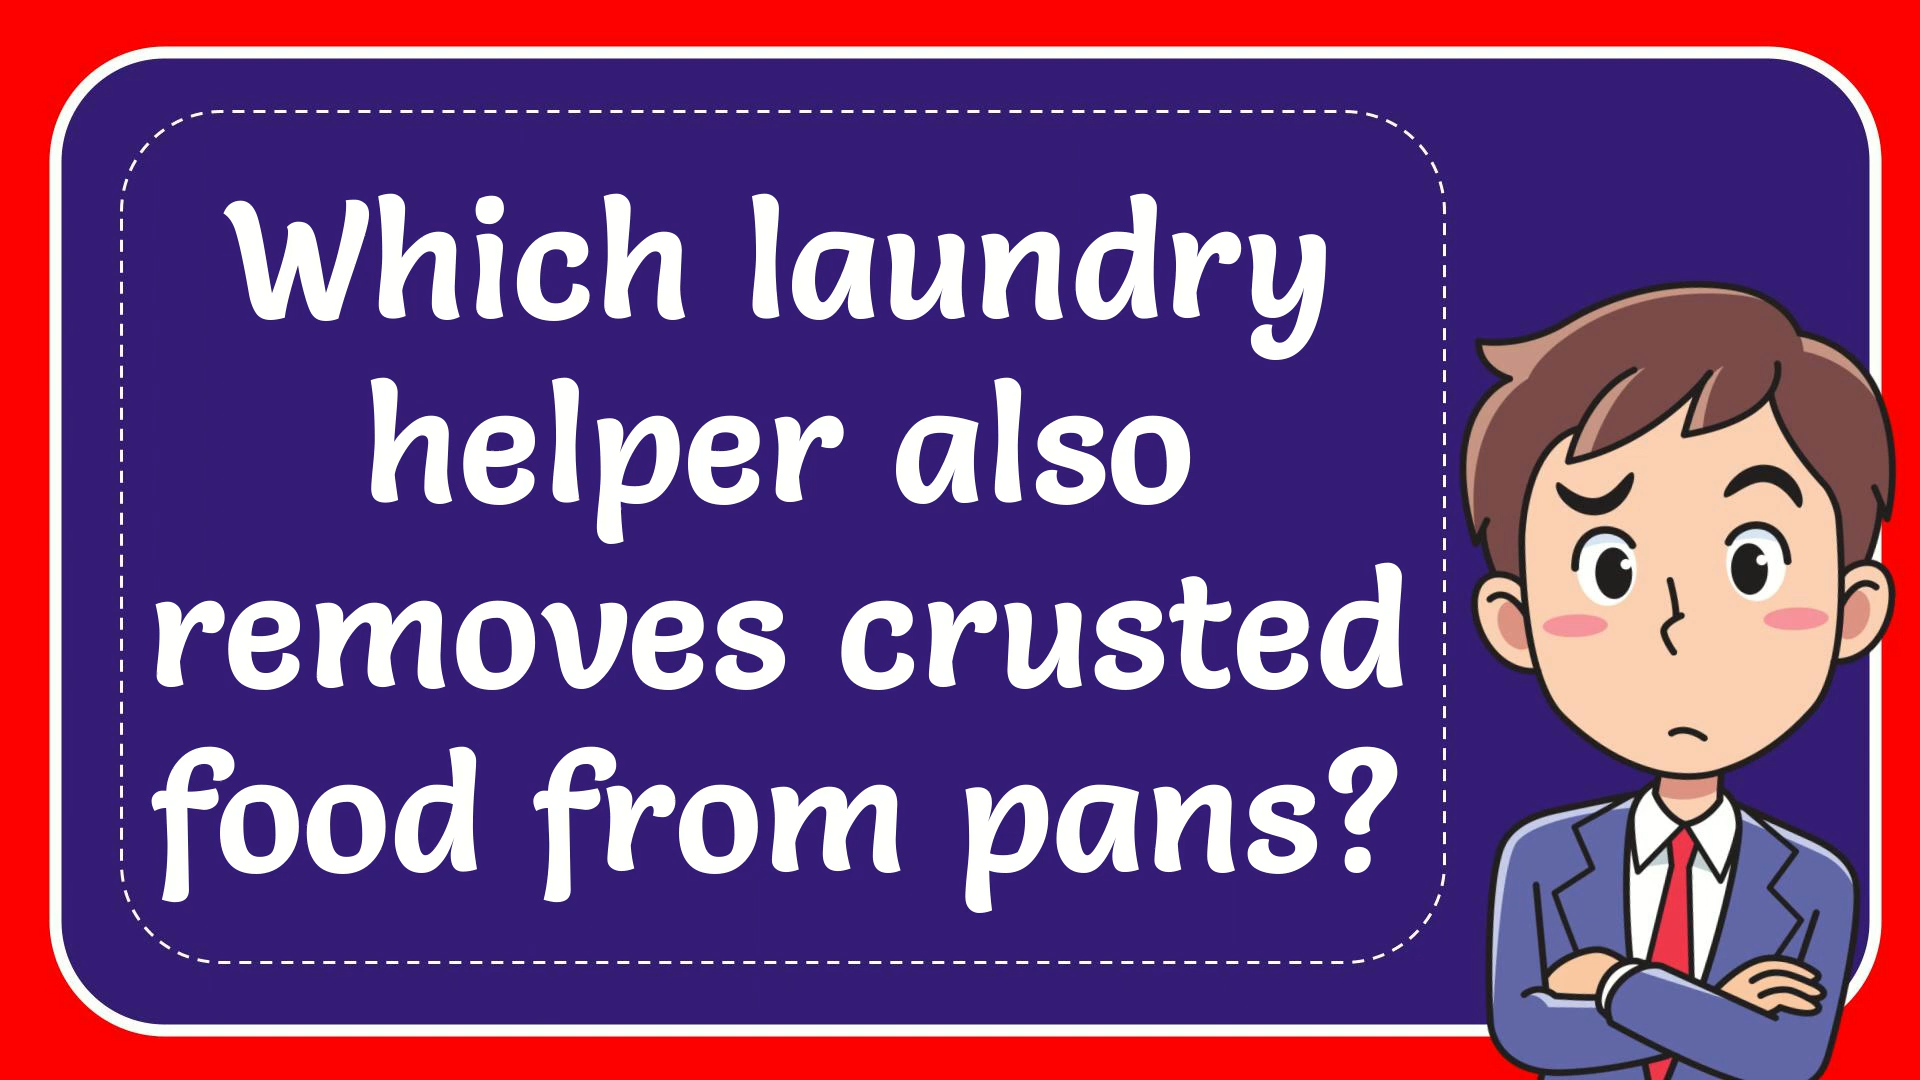 Which laundry
helper also
removes crusted
food from pans?